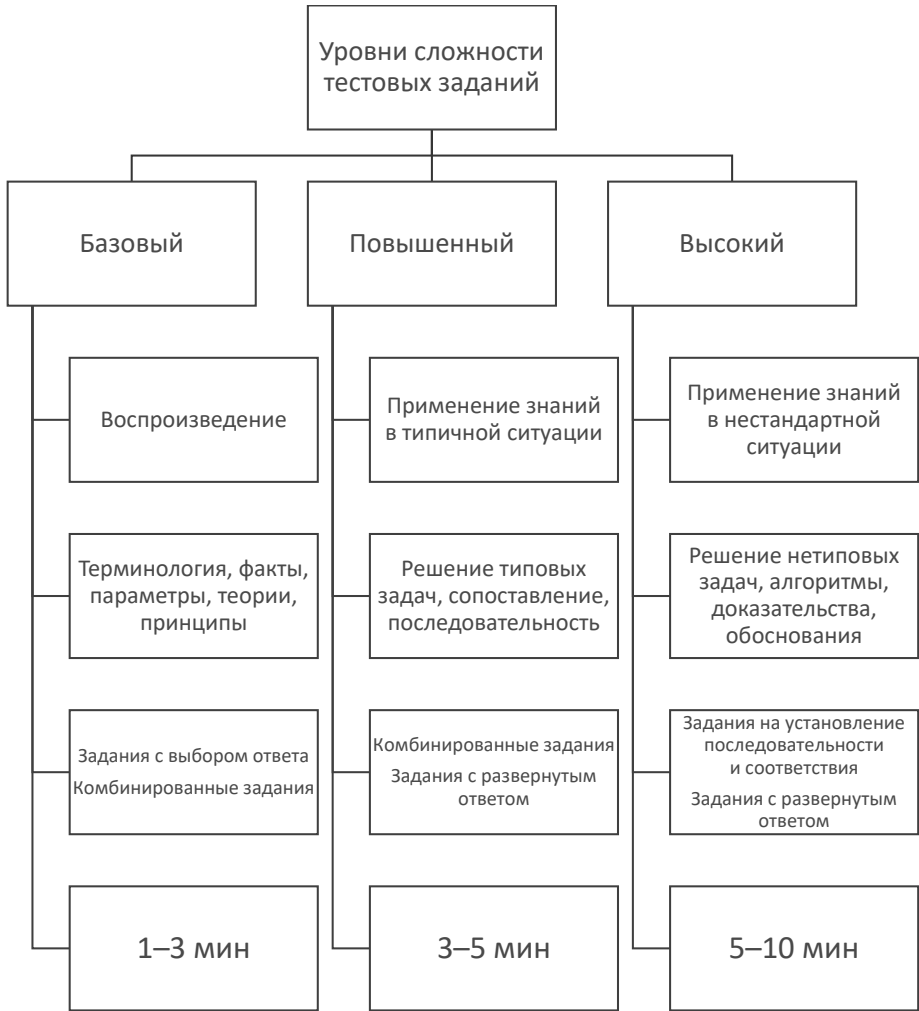 Уровни сложности
тестовых заданий
Базовый
Повышенный
Высокий
Воспроизведение
Применение знаний
в типичной ситуации
Применение знаний
в нестандартной
ситуации
Терминология, факты,
параметры, теории,
принципы
Решение типовых
задач, сопоставление,
последовательность
Решение нетиповых
задач, алгоритмы,
доказательства,
обоснования
Задания с выбором ответа
Комбинированные задания
Комбинированные задания
Задания с развернутым
ответом
Задания на установление
последовательности
и соответствия
Задания с развернутым
ответом
1–3 мин
3–5 мин
5–10 мин